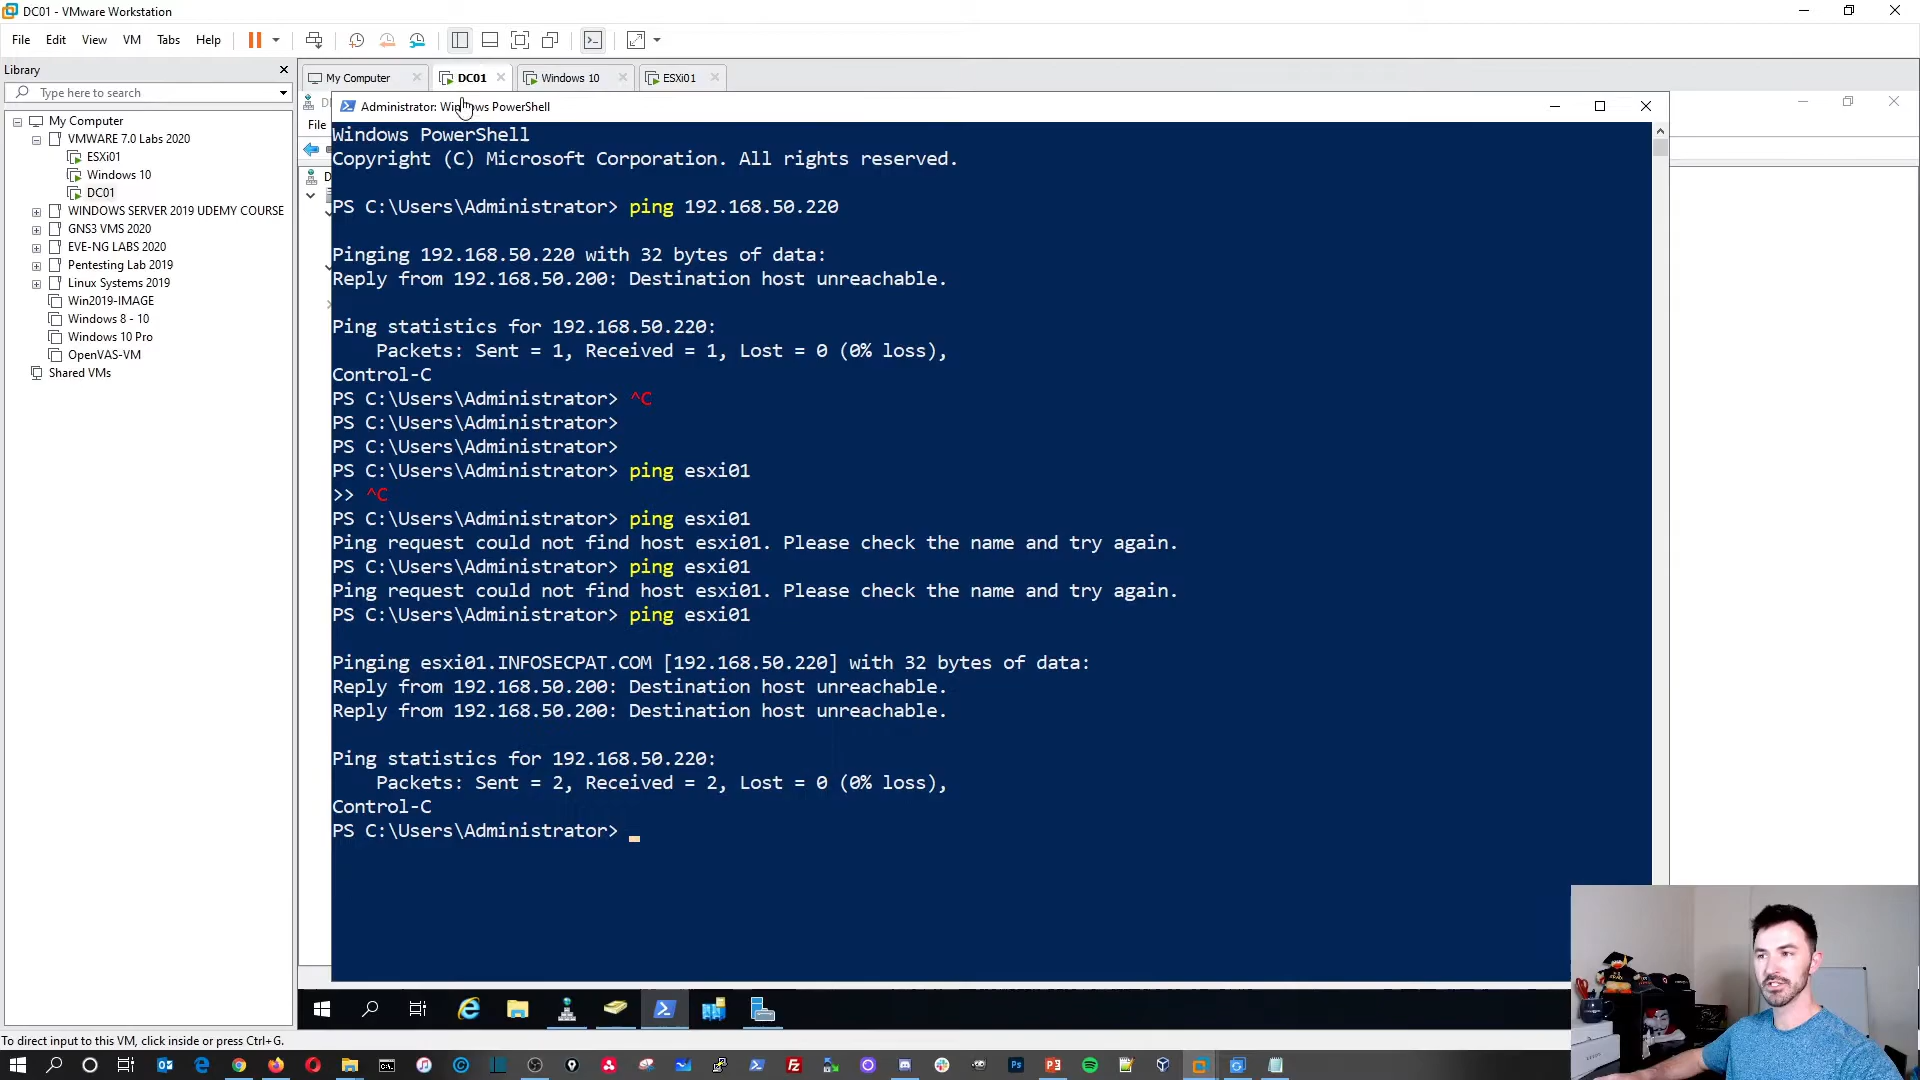 DC01 - VMware Workstation
File Edit View VM Tabs Help
Library
Type here to search
My Computer
VMWARE 7.0 Labs 2020
ESXi01
Windows 10
DC01
WINDOWS SERVER 2019 UDEMY COURSE
GNS3 VMS 2020
EVE-NG LABS 2020
Pentesting Lab 2019
Linux Systems 2019
Win2019-IMAGE
Windows 8 - 10
Windows 10 Pro
OpenVAS-VM
Shared VMs
My Computer DC01 Windows 10 ESXi01
File
Administrator: Windows PowerShell
Windows PowerShell
Copyright (C) Microsoft Corporation. All rights reserved.
PS C:\Users\Administrator> ping 192.168.50.220
Pinging 192.168.50.220 with 32 bytes of data:
Reply from 192.168.50.200: Destination host unreachable.
Ping statistics for 192.168.50.220:
Packets: Sent = 1, Received = 1, Lost = 0 (0% loss),
Control-C
PS C:\Users\Administrator> ^C
PS C:\Users\Administrator>
PS C:\Users\Administrator>
PS C:\Users\Administrator> ping esxi01
>> ^C
PS C:\Users\Administrator> ping esxi01
Ping request could not find host esxi01. Please check the name and try again.
PS C:\Users\Administrator> ping esxi01
Ping request could not find host esxi01. Please check the name and try again.
PS C:\Users\Administrator> ping esxi01
Pinging esxi01.INFOSECPAT.COM [192.168.50.220] with 32 bytes of data:
Reply from 192.168.50.200: Destination host unreachable.
Reply from 192.168.50.200: Destination host unreachable.
Ping statistics for 192.168.50.220:
Packets: Sent = 2, Received = 2, Lost = 0 (0% loss),
Control-C
PS C:\Users\Administrator>
To direct input to this VM, click inside or press Ctrl+G.